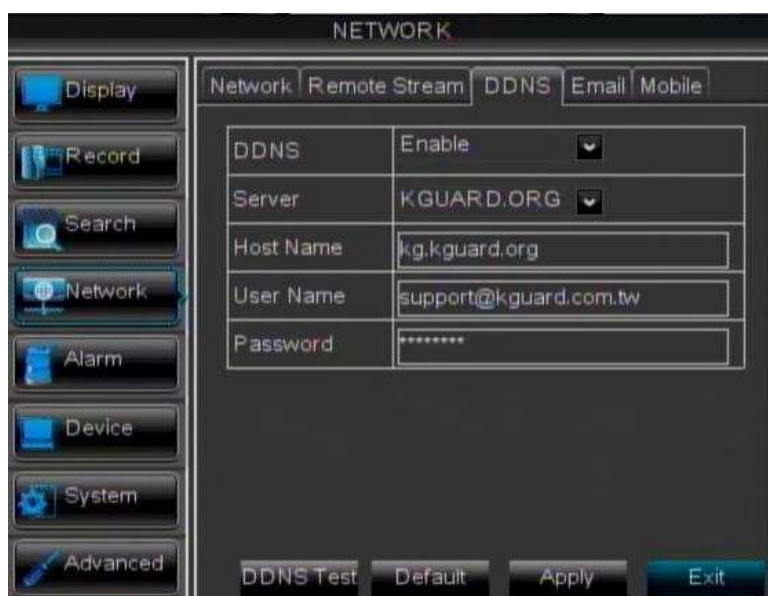 NETWORK
Display
Record
Search
Network
Alarm
Device
System
Advanced
Network Remote Stream DDNS Email Mobile
DDNS Enable
Server KGUARD.ORG
Host Name kg.kguard.org
User Name support@kguard.com.tw
Password ********
DDNS Test Default Apply Exit